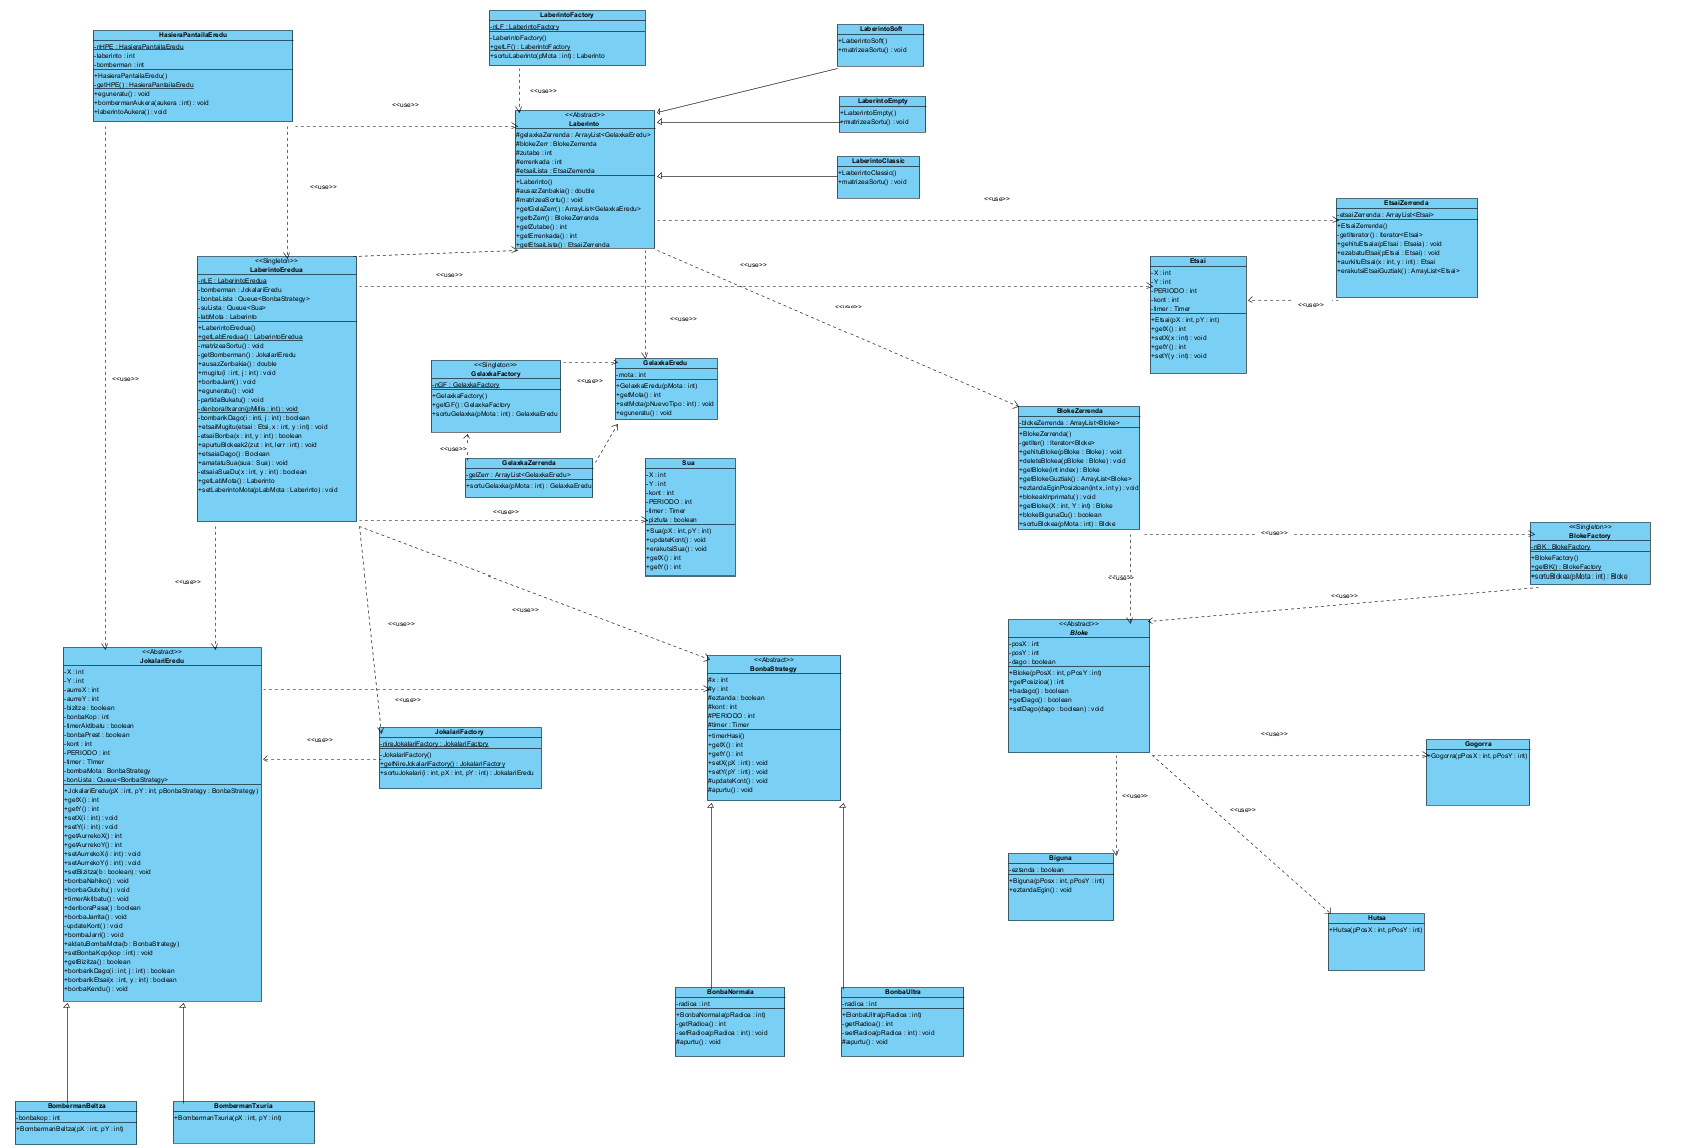 HasieraPantailaEredu
-nHPE : HasieraPantailaEredu
-laberinto : int
-bomberman : int
+HasieraPantailaEredu()
-getHPE() : HasieraPantailaEredu
+eguneratu() : void
+bombermanAukera(aukera : int) : void
+laberintoAukera() : void
LaberintoFactory
-nLF : LaberintoFactory
-LaberintoFactory()
+getLF() : LaberintoFactory
+sortuLaberinto(pMota : int) : Laberinto
LaberintoSoft
+LaberintoSoft()
+matrizeaSortu() : void
LaberintoEmpty
+LaberintoEmpty()
+matrizeaSortu() : void
LaberintoClassic
+LaberintoClassic()
+matrizeaSortu() : void
<<use>>
<<use>>
<<use>>
<<Abstract>>
Laberinto
#gelaxkaZerrenda : ArrayList<GelaxkaEredu>
#blokeZerr : BlokeZerrenda
#zutabe : int
#errenkada : int
#etsaiLista : EtsaiZerrenda
+Laberinto()
#ausazZenbakia() : double
#matrizeaSortu() : void
+getGelaZerr() : ArrayList<GelaxkaEredu>
+getbZerr() : BlokeZerrenda
+getZutabe() : int
+getErrenkada() : int
+getEtsaiLista() : EtsaiZerrenda
<<use>>
EtsaiZerrenda
-etsaiZerrenda : ArrayList<Etsai>
+EtsaiZerrenda()
-getIterator() : Iterator<Etsai>
+gehituEtsaia(pEtsai : Etsaia) : void
+ezabatuEtsai(pEtsai : Etsai) : void
+aurkituEtsai(x : int, y : int) : Etsai
+erakutsiEtsaiGuztiak() : ArrayList<Etsai>
<<use>>
Etsai
-X : int
-Y : int
-PERIODO : int
-kont : int
-timer : Timer
+Etsai(pX : int, pY : int)
+getX() : int
+setX(x : int) : void
+getY() : int
+setY(y : int) : void
<<Singleton>>
LaberintoEredua
-nLE : LaberintoEredua
-bomberman : JokalariEredu
-bonbaLista : Queue<BonbaStrategy>
-suLista : Queue<Sua>
-labMota : Laberinto
+LaberintoEredua()
+getLabEredua() : LaberintoEredua
-matrizeaSortu() : void
-getBomberman() : JokalariEredu
+ausazZenbakia() : double
+mugitu(i : int, j : int) : void
+bonbaJarri() : void
+eguneratu() : void
-partidaBukatu() : void
-denboraItxaron(pMillis : int) : void
-bombarikDago(i : inti, j : int) : boolean
+etsaiMugitu(etsai : Etsi, x : int, y : int) : void
-etsaiBonba(x : int, y : int) : boolean
+apurtuBlokeak2(zut : int, lerr : int) : void
+etsaiaDago() : Boolean
+amatatuSua(sua : Sua) : void
-etsaiaSuaDu(x : int, y : int) : boolean
+getLabMota() : Laberinto
+setLaberintoMota(pLabMota : Laberinto) : void
<<use>>
<<use>>
<<use>>
<<use>>
<<use>>
<<Singleton>>
GelaxkaFactory
-nGF : GelaxkaFactory
+GelaxkaFactory()
+getGF() : GelaxkaFactory
+sortuGelaxka(pMota : int) : GelaxkaEredu
<<use>>
GelaxkaEredu
-mota : int
+GelaxkaEredu(pMota : int)
+getMota() : int
+setMota(pNuevoTipo : int) : void
+eguneratu() : void
<<use>>
GelaxkaZerrenda
-gelZerr : ArrayList<GelaxkaEredu>
+sortuGelaxka(pMota : int) : GelaxkaEredu
<<use>>
Sua
-X : int
-Y : int
-kont : int
-PERIODO : int
-timer : Timer
-piztuta : boolean
+Sua(pX : int, pY : int)
+updateKont() : void
+erakutsiSua() : void
+getX() : int
+getY() : int
BlokeZerrenda
-blokeZerrenda : ArrayList<Bloke>
+BlokeZerrenda()
-getIter() : Iterator<Bloke>
+gehituBloke(pBloke : Bloke) : void
+deleteBlokea(pBloke : Bloke) : void
+getBloke(int index) : Bloke
+getBlokeGuztiak() : ArrayList<Bloke>
+eztandaEginPosizioan(int x, int y) : void
+blokeakInprimatu() : void
+getBloke(X : int, Y : int) : Bloke
+blokeBigunaDu() : boolean
+sortuBlokea(pMota : int) : Bloke
<<use>>
<<Singleton>>
BlokeFactory
-nBK : BlokeFactory
+BlokeFactory()
+getBK() : BlokeFactory
+sortuBlokea(pMota : int) : Bloke
<<use>>
<<use>>
<<use>>
<<use>>
<<use>>
<<Abstract>>
Bloke
-posX : int
-posY : int
-dago : boolean
+Bloke(pPosX : int, pPosY : int)
+getPosizioa() : int
+badago() : boolean
+getDago() : boolean
+setDago(dago : boolean) : void
<<use>>
<<use>>
<<use>>
Gogorra
+Gogorra(pPosX : int, pPosY : int)
Biguna
-eztanda : boolean
+Biguna(pPosx : int, pPosY : int)
+eztandaEgin() : void
Hutsa
+Hutsa(pPosX : int, pPosY : int)
<<Abstract>>
JokalariEredu
-X : int
-Y : int
-aurreX : int
-aurreY : int
-bizitza : boolean
-bonbaKop : int
-timerAktibatu : boolean
-bonbaPrest : boolean
-kont : int
-PERIODO : int
-timer : TImer
-bombaMota : BonbaStrategy
-bonLista : Queue<BonbaStrategy>
+JokalariEredu(pX : int, pY : int, pBonbaStrategy : BonbaStrategy)
+getX() : int
+getY() : int
+setX(i : int) : void
+setY(i : int) : void
+getAurrekoX() : int
+getAurrekoY() : int
+setAurrekoX(i : int) : void
+setAurrekoY(i : int) : void
+setBizitza(b : boolean) : void
+bonbaNahiko() : void
+bonbaGutxitu() : void
+timerAktibatu() : void
+denboraPasa() : boolean
+bonbaJarrita() : void
-updateKont() : void
+bombaJarri() : void
+aldatuBombaMota(b : BonbaStrategy)
+setBonbaKop(kop : int) : void
+getBizitza() : boolean
+bonbarikDago(i : int, j : int) : boolean
+bonbarikEtsai(x : int, y : int) : boolean
+bonbaKendu() : void
<<use>>
<<use>>
JokalariFactory
-nireJokalariFactory : JokalariFactory
-JokalariFactory()
+getNireJokalariFactory() : JokalariFactory
+sortuJokalari(i : int, pX : int, pY : int) : JokalariEredu
<<Abstract>>
BonbaStrategy
#x : int
#y : int
#eztanda : boolean
#kont : int
#PERIODO : int
#timer : Timer
+timerHasi()
+getX() : int
+getY() : int
+setX(pX : int) : void
+setY(pY : int) : void
#updateKont() : void
#apurtu() : void
BonbaNormala
-radioa : int
+BonbaNormala(pRadioa : int)
-getRadioa() : int
-setRadioa(pRadioa : int) : void
#apurtu() : void
BonbaUltra
-radioa : int
+BonbaUltra(pRadioa : int)
-getRadioa() : int
-setRadioa(pRadioa : int) : void
#apurtu() : void
BombermanBeltza
-bonbakop : int
+BombermanBeltza(pX : int, pY : int)
BombermanTxuria
+BombermanTxuria(pX : int, pY : int)